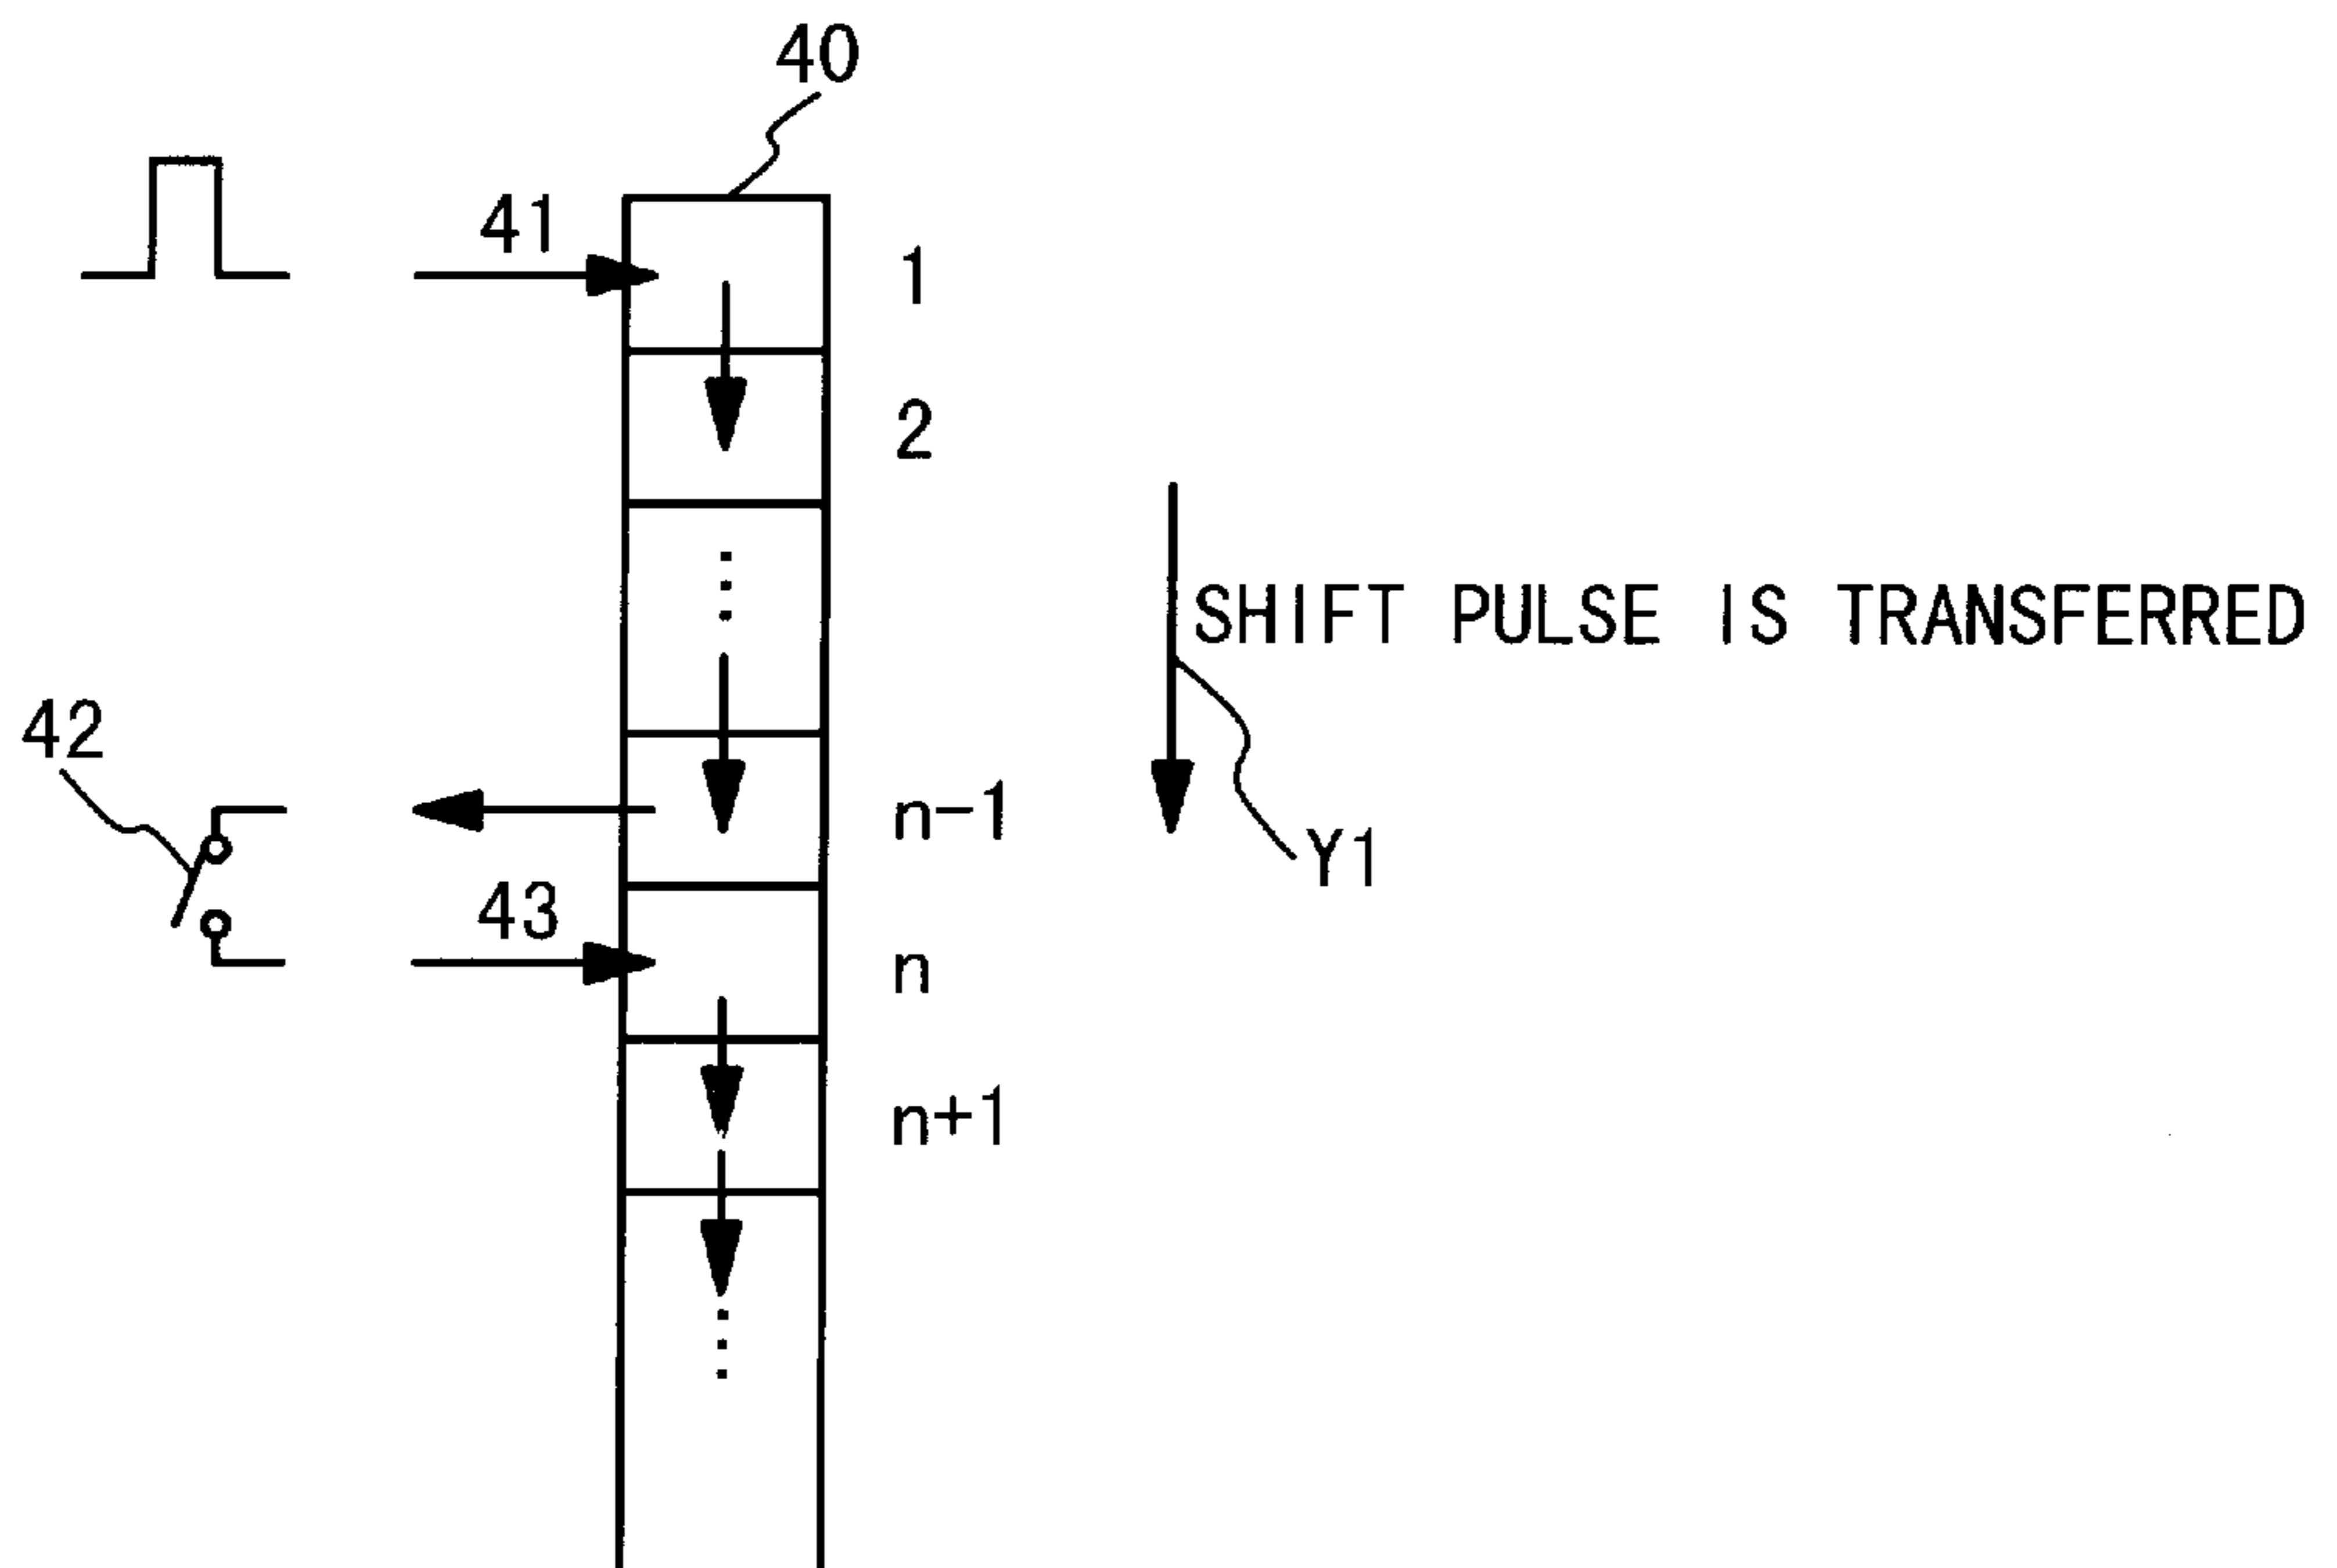 40
41
1
2
SHIFT PULSE IS TRANSFERRED
42
n-1
Y1
43
n
n+1